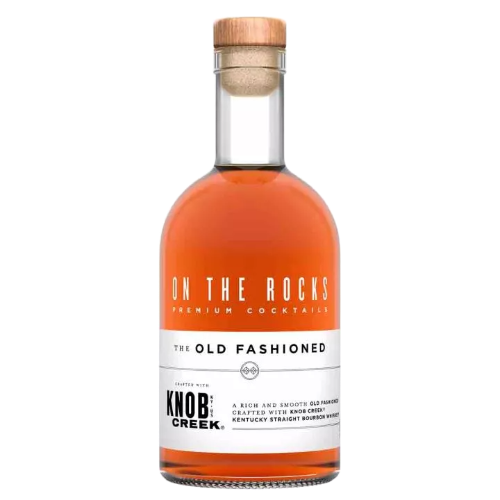 ON THE ROCKS
PREMIUM COCKTAILS
THE OLD FASHIONED
CRAFTED WITH
KNOB
CREEK®
A RICH AND SMOOTH OLD FASHIONED
CRAFTED WITH KNOB CREEK®
KENTUCKY STRAIGHT BOURBON WHISKEY